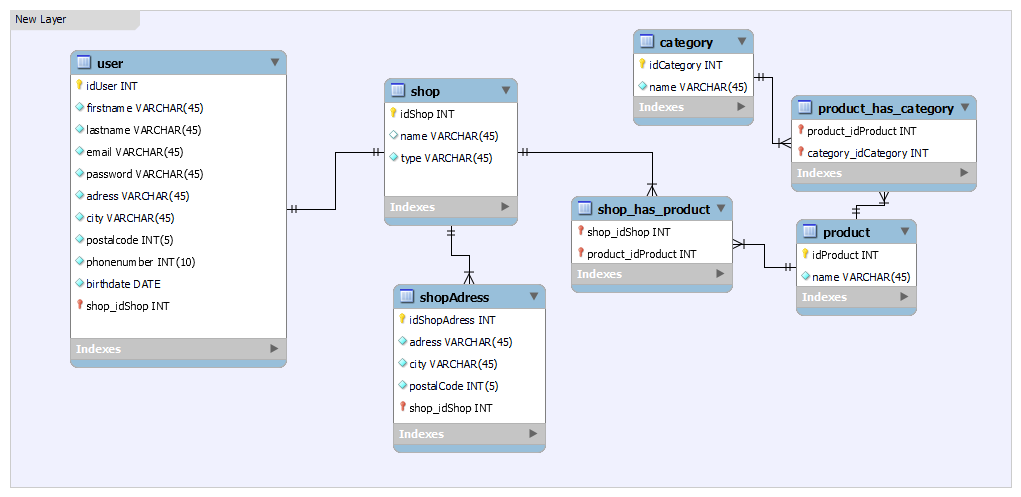 New Layer
user
idUser INT
firstname VARCHAR(45)
lastname VARCHAR(45)
email VARCHAR(45)
password VARCHAR(45)
adress VARCHAR(45)
city VARCHAR(45)
postalcode INT(5)
phonenumber INT(10)
birthdate DATE
shop_idShop INT
Indexes
shop
idShop INT
name VARCHAR(45)
type VARCHAR(45)
Indexes
shopAdress
idShopAdress INT
adress VARCHAR(45)
city VARCHAR(45)
postalCode INT(5)
shop_idShop INT
Indexes
category
idCategory INT
name VARCHAR(45)
Indexes
shop_has_product
shop_idShop INT
product_idProduct INT
Indexes
product_has_category
product_idProduct INT
category_idCategory INT
Indexes
product
idProduct INT
name VARCHAR(45)
Indexes